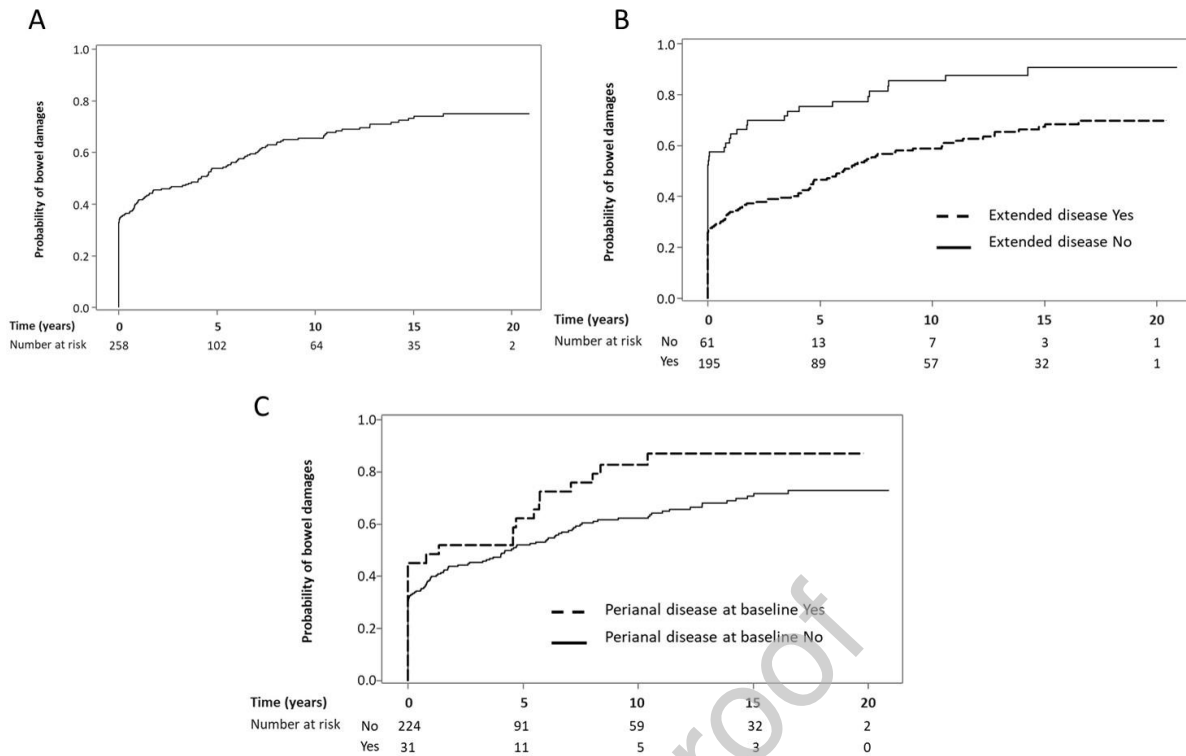 A
Probability of bowel damages
1.0
0.8
0.6
0.4
0.2
0.0
Time (years) 0 5 10 15 20
Number at risk 258 102 64 35 2
B
Probability of bowel damages
1.0
0.8
0.6
0.4
0.2
0.0
Extended disease Yes
Extended disease No
Time (years) 0 5 10 15 20
Number at risk No 61 13 7 3 1
Yes 195 89 57 32 1
C
Probability of bowel damages
1.0
0.8
0.6
0.4
0.2
0.0
Perianal disease at baseline Yes
Perianal disease at baseline No
Time (years) 0 5 10 15 20
Number at risk No 224 91 59 32 2
Yes 31 11 5 3 0
roof